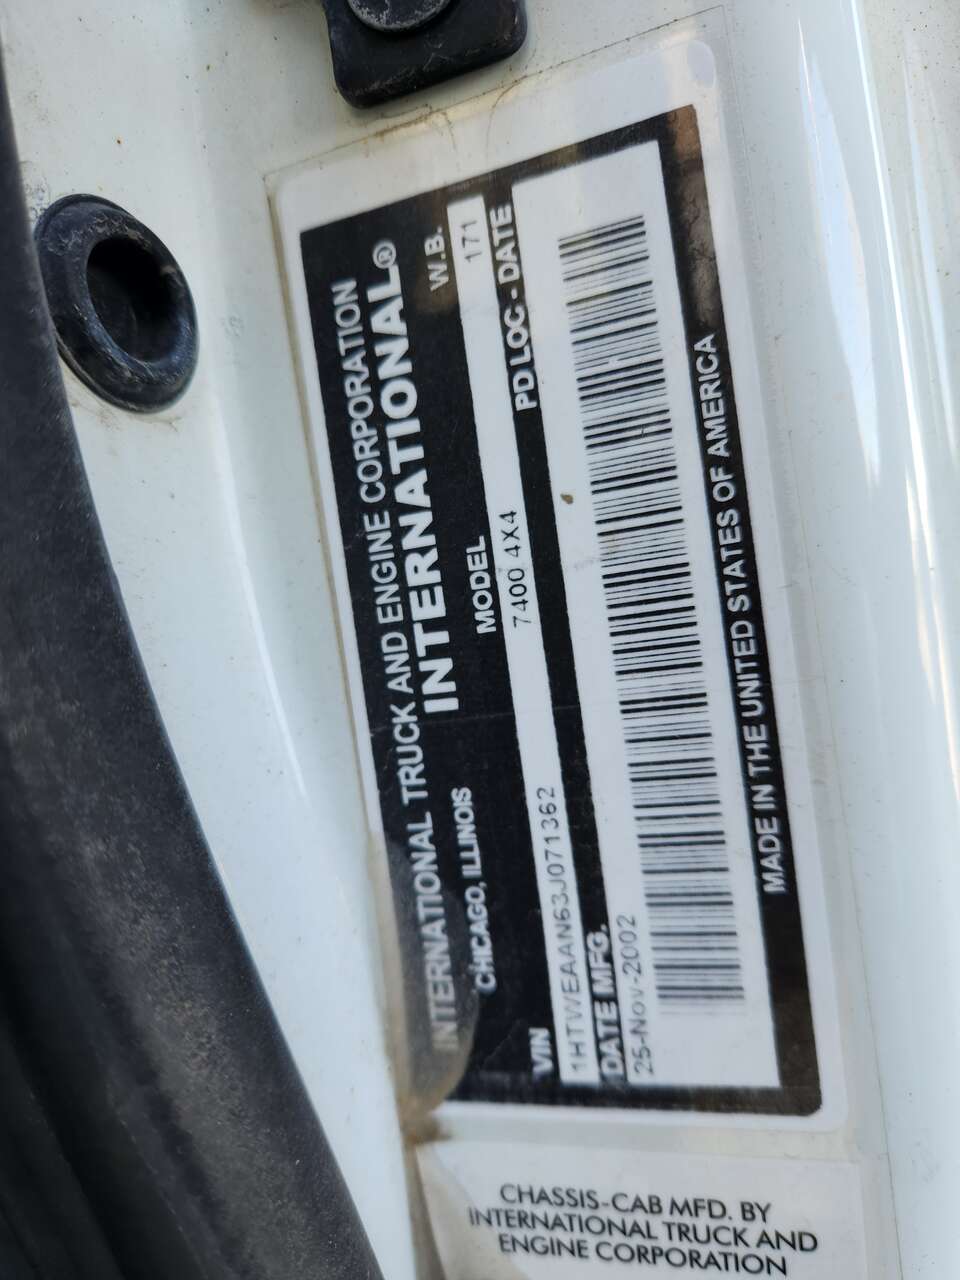 INTERNATIONAL TRUCK AND ENGINE CORPORATION
CHICAGO, ILLINOIS INTERNATIONAL®
MODEL W.B.
7400 4X4 171
VIN
1HTWEAAN63J071362
PD LOC - DATE
DATE MFG.
25-Nov-2002
MADE IN THE UNITED STATES OF AMERICA
CHASSIS-CAB MFD. BY
INTERNATIONAL TRUCK AND
ENGINE CORPORATION